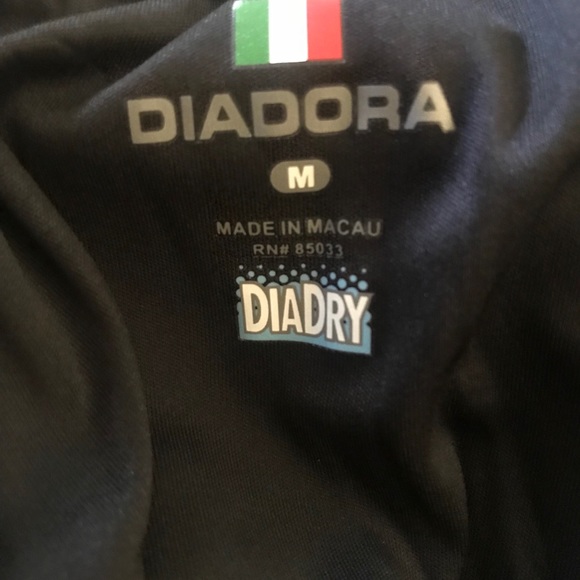 DIADORA
M
MADE IN MACAU
RN# 85033
DIADRY